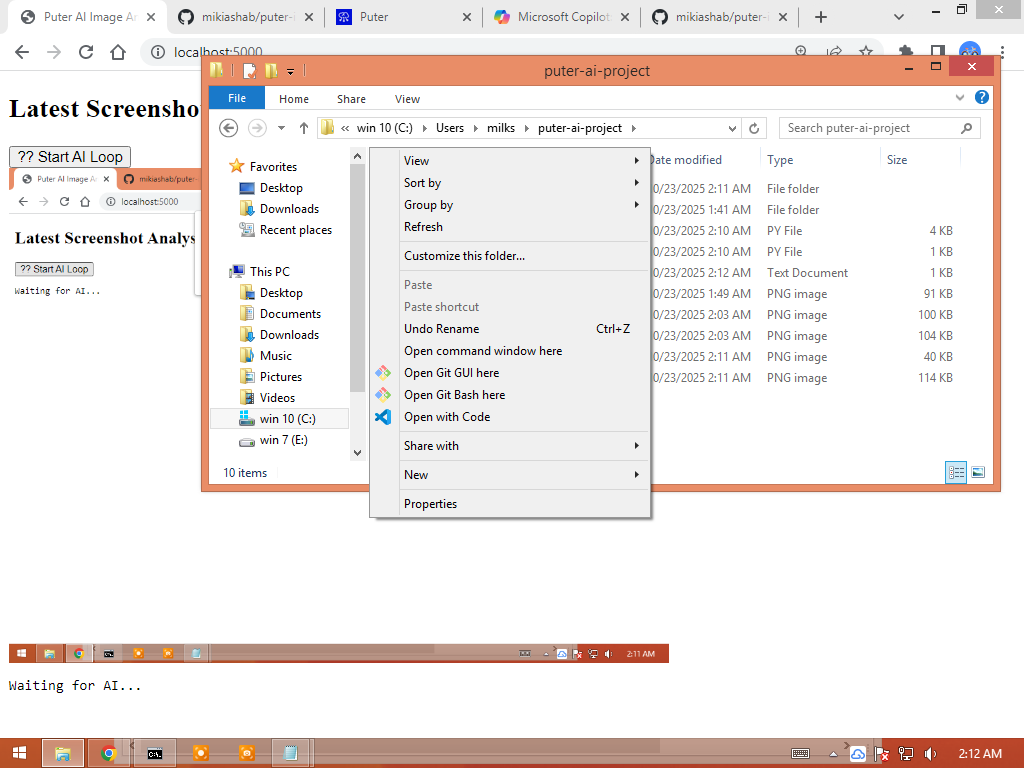 Puter AI Image An
mikiashab/puter-i
Puter
Microsoft Copilot:
mikiashab/puter-
localhost:5000
Latest Screensho
?? Start AI Loop
Puter AI Image A
mikiashab/puter-
localhost:5000
Latest Screenshot Analys
?? Start AI Loop
Waiting for AI...
puter-ai-project
File
Home
Share
View
« win 10 (C:)
Users
milks
puter-ai-project
Search puter-ai-project
Favorites
Desktop
Downloads
Recent places
This PC
Desktop
Documents
Downloads
Music
Pictures
Videos
win 10 (C:)
win 7 (E:)
10 items
View
Sort by
Group by
Refresh
Customize this folder...
Paste
Paste shortcut
Undo Rename Ctrl+Z
Open command window here
Open Git GUI here
Open Git Bash here
Open with Code
Share with
New
Properties
Date modified Type Size
0/23/2025 2:11 AM File folder
0/23/2025 1:41 AM File folder
0/23/2025 2:10 AM PY File 4 KB
0/23/2025 2:10 AM PY File 1 KB
0/23/2025 2:12 AM Text Document 1 KB
0/23/2025 1:49 AM PNG image 91 KB
0/23/2025 2:03 AM PNG image 100 KB
0/23/2025 2:03 AM PNG image 104 KB
0/23/2025 2:11 AM PNG image 40 KB
0/23/2025 2:11 AM PNG image 114 KB
2:11 AM
Waiting for AI...
C:\.
2:12 AM